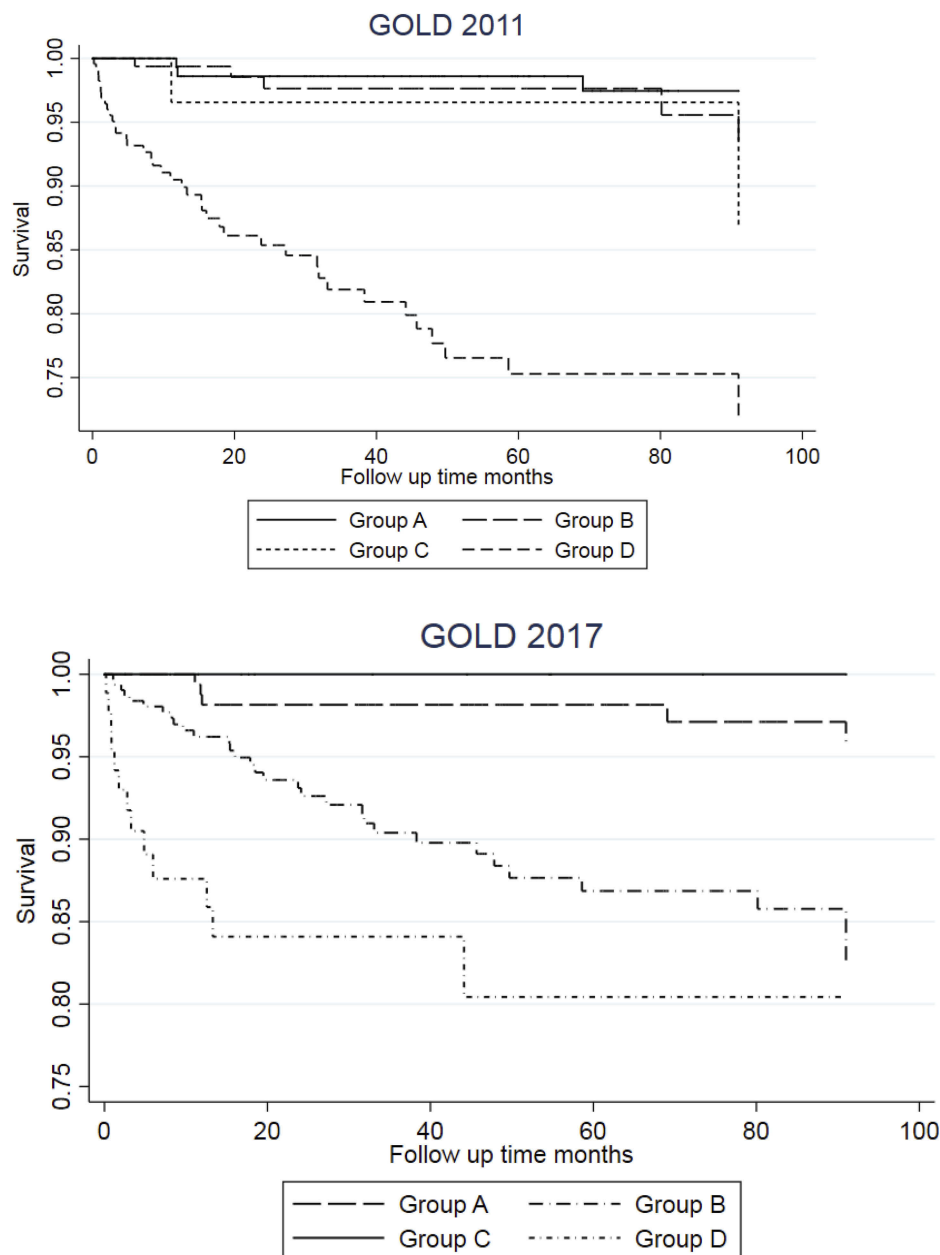 GOLD 2011
1.00
0.95
0.90
0.85
0.80
0.75
Survival
0 20 40 60 80 100
Follow up time months
Group A Group B
Group C Group D
GOLD 2017
1.00
0.95
0.90
0.85
0.80
0.75
Survival
0 20 40 60 80 100
Follow up time months
Group A Group B
Group C Group D